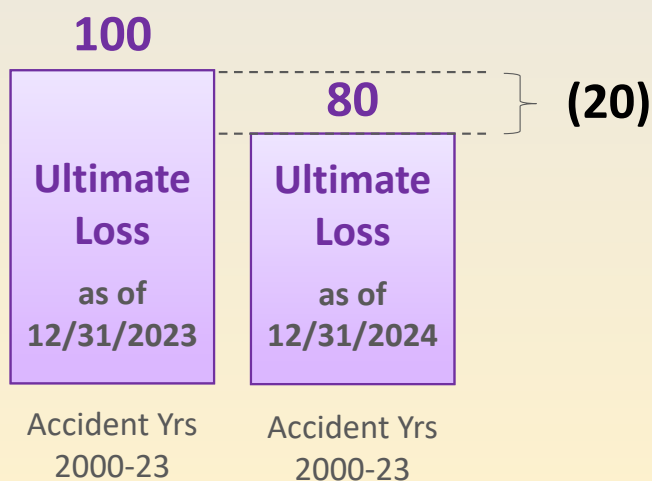 100
80
(20)
Ultimate
Loss
as of
12/31/2023
Ultimate
Loss
as of
12/31/2024
Accident Yrs
2000-23
Accident Yrs
2000-23